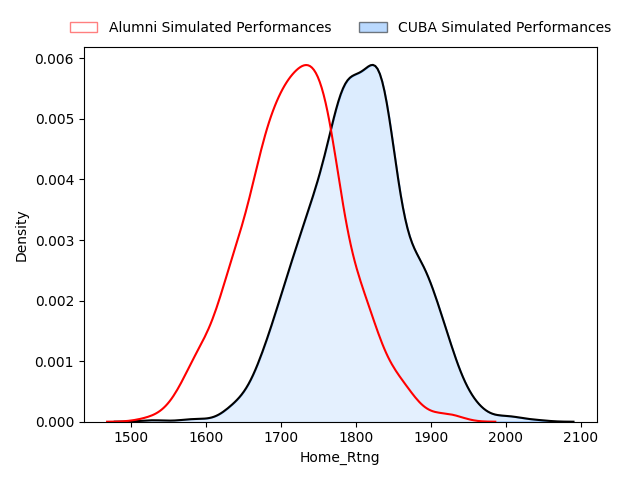 Alumni Simulated Performances CUBA Simulated Performances
0.006
0.005
0.004
0.003
0.002
0.001
0.000
Density
1500 1600 1700 1800 1900 2000 2100
Home_Rtng